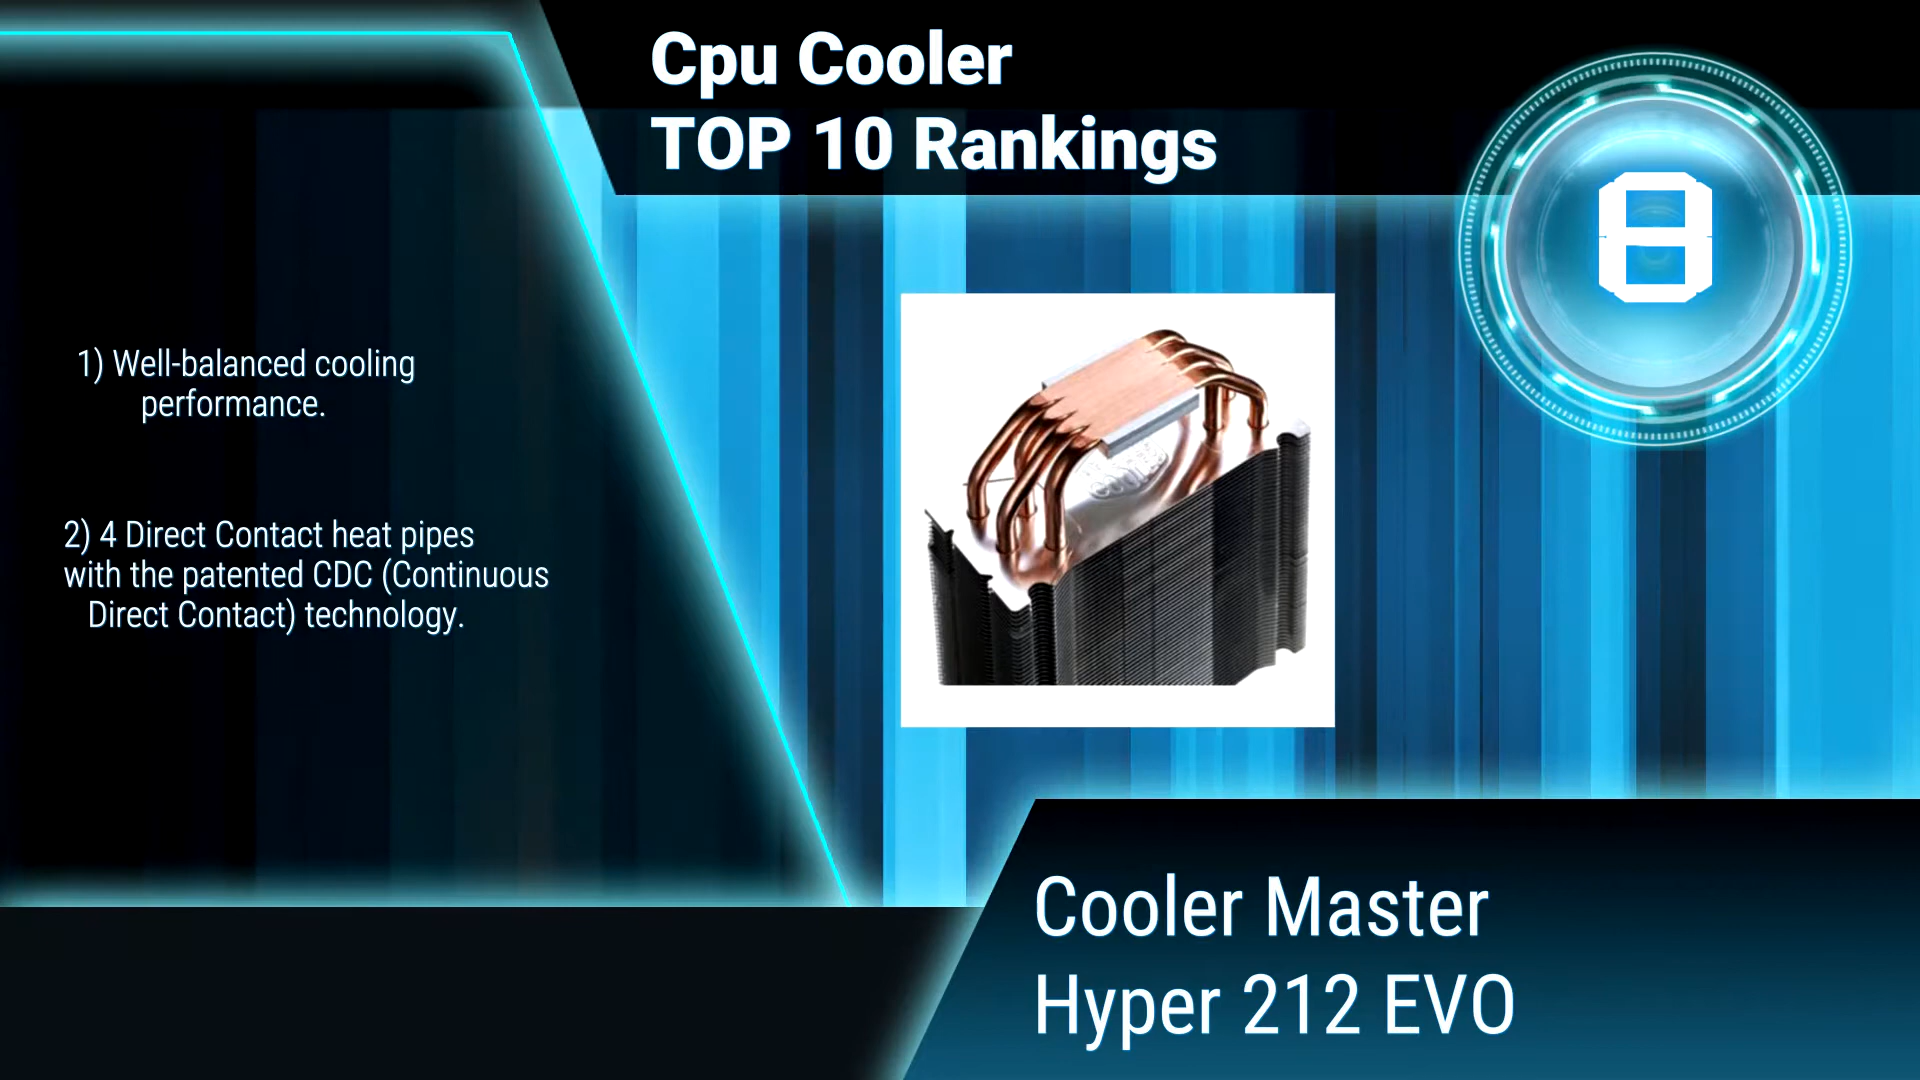 Cpu Cooler
TOP 10 Rankings
8
1) Well-balanced cooling
performance.
2) 4 Direct Contact heat pipes
with the patented CDC (Continuous
Direct Contact) technology.
Cooler Master
Hyper 212 EVO